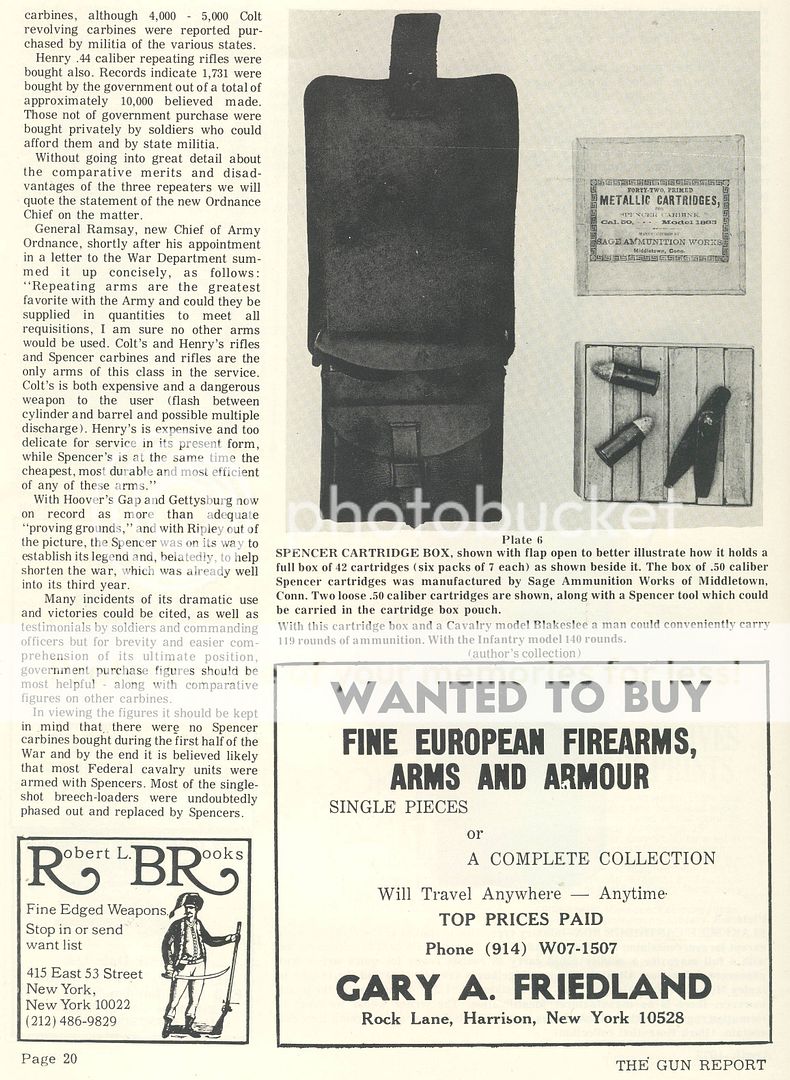 carbines, although 4,000 - 5,000 Colt
revolving carbines were reported pur-
chased by militia of the various states.
Henry .44 caliber repeating rifles were
bought also. Records indicate 1,731 were
bought by the government out of a total of
approximately 10,000 believed made.
Those not of government purchase were
bought privately by soldiers who could
afford them and by state militia.
Without going into great detail about
the comparative merits and disad-
vantages of the three repeaters we will
quote the statement of the new Ordnance
Chief on the matter.
General Ramsay, new Chief of Army
Ordnance, shortly after his appointment
in a letter to the War Department sum-
med it up concisely, as follows:
"Repeating arms are the greatest
favorite with the Army and could they be
supplied in quantities to meet all
requisitions, I am sure no other arms
would be used. Colt's and Henry's rifles
and Spencer carbines and rifles are the
only arms of this class in the service.
Colt's is both expensive and a dangerous
weapon to the user (flash between
cylinder and barrel and possible multiple
discharge). Henry's is expensive and too
delicate for service in its present form,
while Spencer's is at the same time the
cheapest, most durable and most efficient
of any of these arms."
With Hoover's Gap and Gettysburg now
on record as more than adequate
"proving grounds," and with Ripley out of
the picture, the Spencer was on its way to
establish its legend and, belatedly, to help
shorten the war, which was already well
into its third year.
Many incidents of its dramatic use
and victories could be cited, as well as
testimonials by soldiers and commanding
officers but for brevity and easier com-
prehension of its ultimate position,
government purchase figures should be
most helpful - along with comparative
figures on other carbines.
In viewing the figures it should be kept
in mind that there were no Spencer
carbines bought during the first half of the
War and by the end it is believed likely
that most Federal cavalry units were
armed with Spencers. Most of the single-
shot breech-loaders were undoubtedly
phased out and replaced by Spencers.
FORTY-TWO, PRIMED
METALLIC CARTRIDGES,
FOR
SPENCER CARBINE
Cal. 50, - - - Model 1865
SAGE AMMUNITION WORKS
Middletown, Conn.
Plate 6
SPENCER CARTRIDGE BOX, shown with flap open to better illustrate how it holds a
full box of 42 cartridges (six packs of 7 each) as shown beside it. The box of .50 caliber
Spencer cartridges was manufactured by Sage Ammunition Works of Middletown,
Conn. Two loose .50 caliber cartridges are shown, along with a Spencer tool which could
be carried in the cartridge box pouch.
With this cartridge box and a Cavalry model Blakeslee a man could conveniently carry
119 rounds of ammunition. With the Infantry model 140 rounds.
(author's collection)
photobucket
of your memories for less!
Robert L. BRooks
Fine Edged Weapons.
Stop in or send
want list
415 East 53 Street
New York,
New York 10022
(212) 486-9829
WANTED TO BUY
FINE EUROPEAN FIREARMS,
ARMS AND ARMOUR
SINGLE PIECES
or
A COMPLETE COLLECTION
Will Travel Anywhere — Anytime
TOP PRICES PAID
Phone (914) W07-1507
GARY A. FRIEDLAND
Rock Lane, Harrison, New York 10528
Page 20
THE GUN REPORT